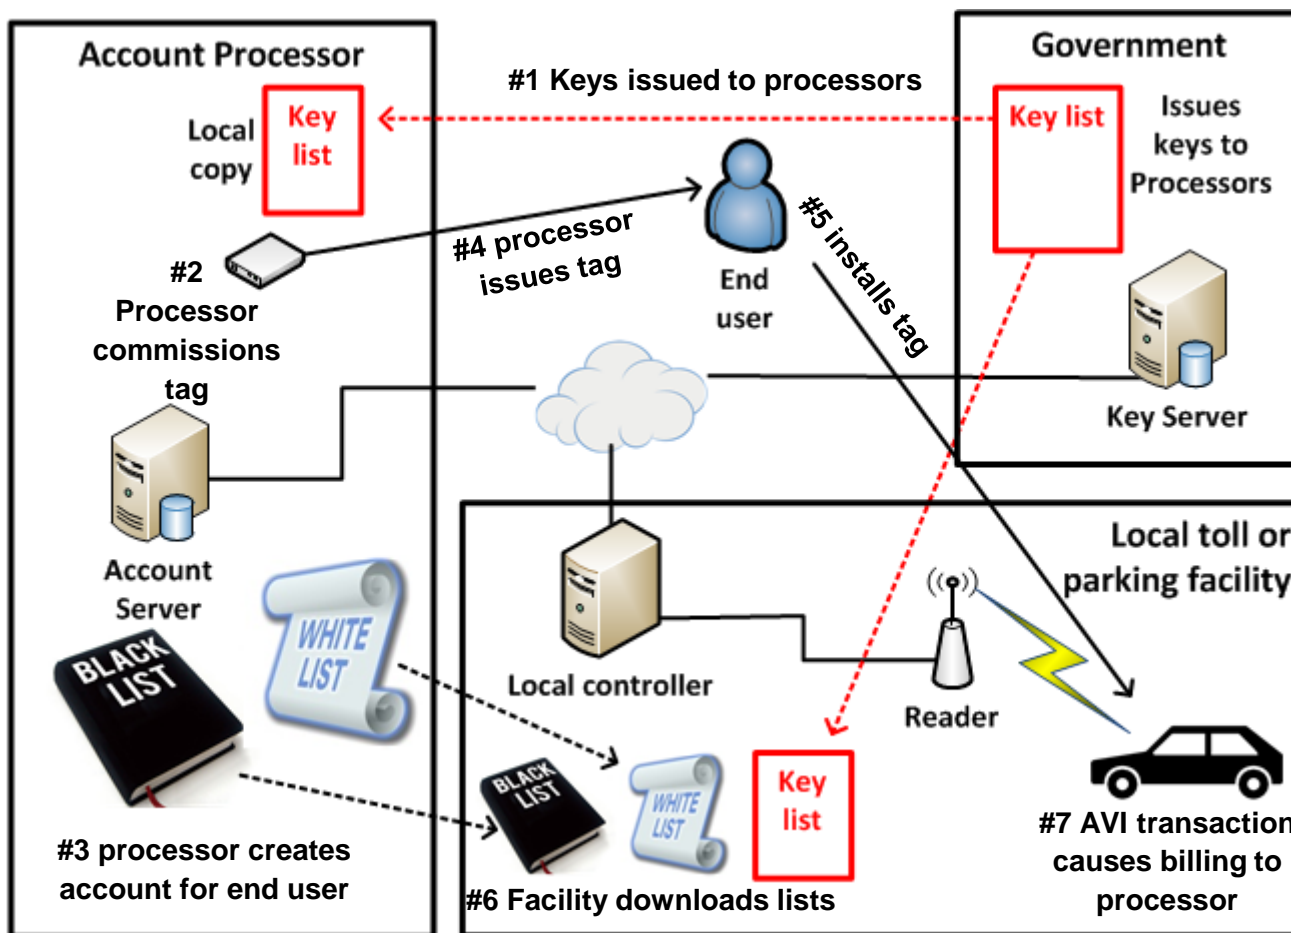 Account Processor
Local
copy
Key
list
#1 Keys issued to processors
Government
Key list
Issues
keys to
Processors
#2
Processor
commissions
tag
#4 processor
issues tag
End
user
#5 installs tag
Key Server
Account
Server
BLACK
LIST
WHITE
LIST
#3 processor creates
account for end user
Local toll or
parking facility
Local controller
Reader
BLACK
LIST
WHITE
LIST
Key
list
#6 Facility downloads lists
#7 AVI transaction
causes billing to
processor